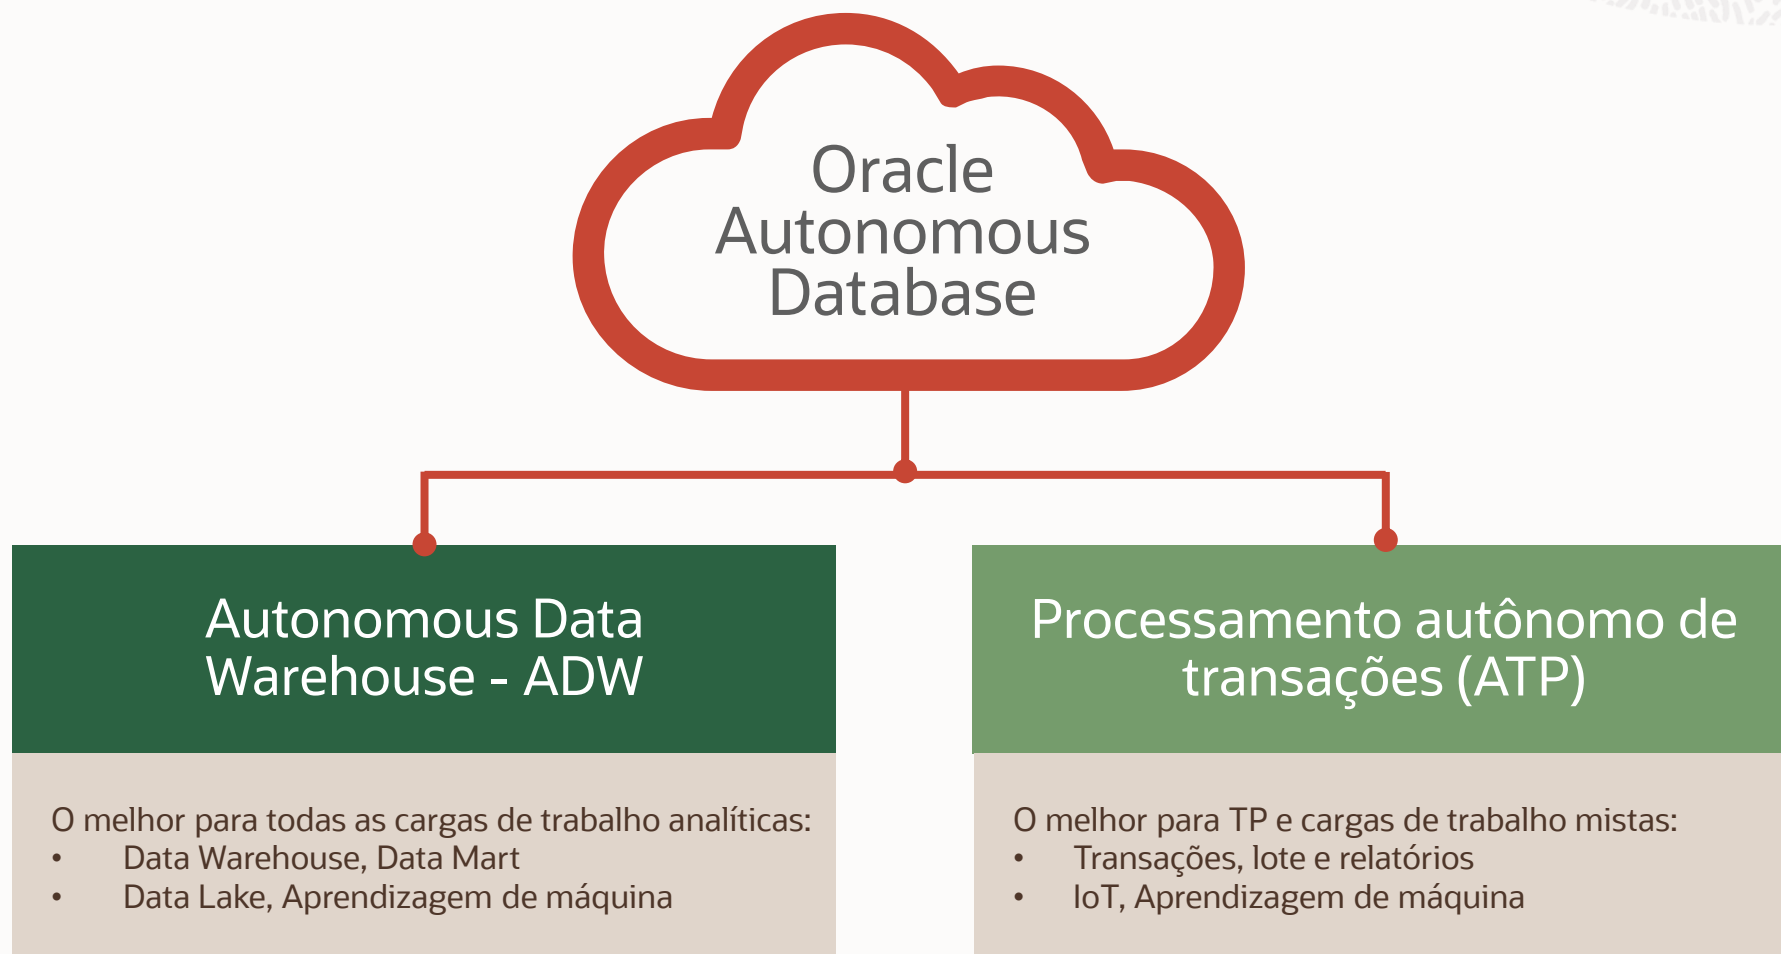 Oracle
Autonomous
Database
Autonomous Data
Warehouse - ADW
O melhor para todas as cargas de trabalho analíticas:
• Data Warehouse, Data Mart
• Data Lake, Aprendizagem de máquina
Processamento autônomo de
transações (ATP)
O melhor para TP e cargas de trabalho mistas:
• Transações, lote e relatórios
• IoT, Aprendizagem de máquina